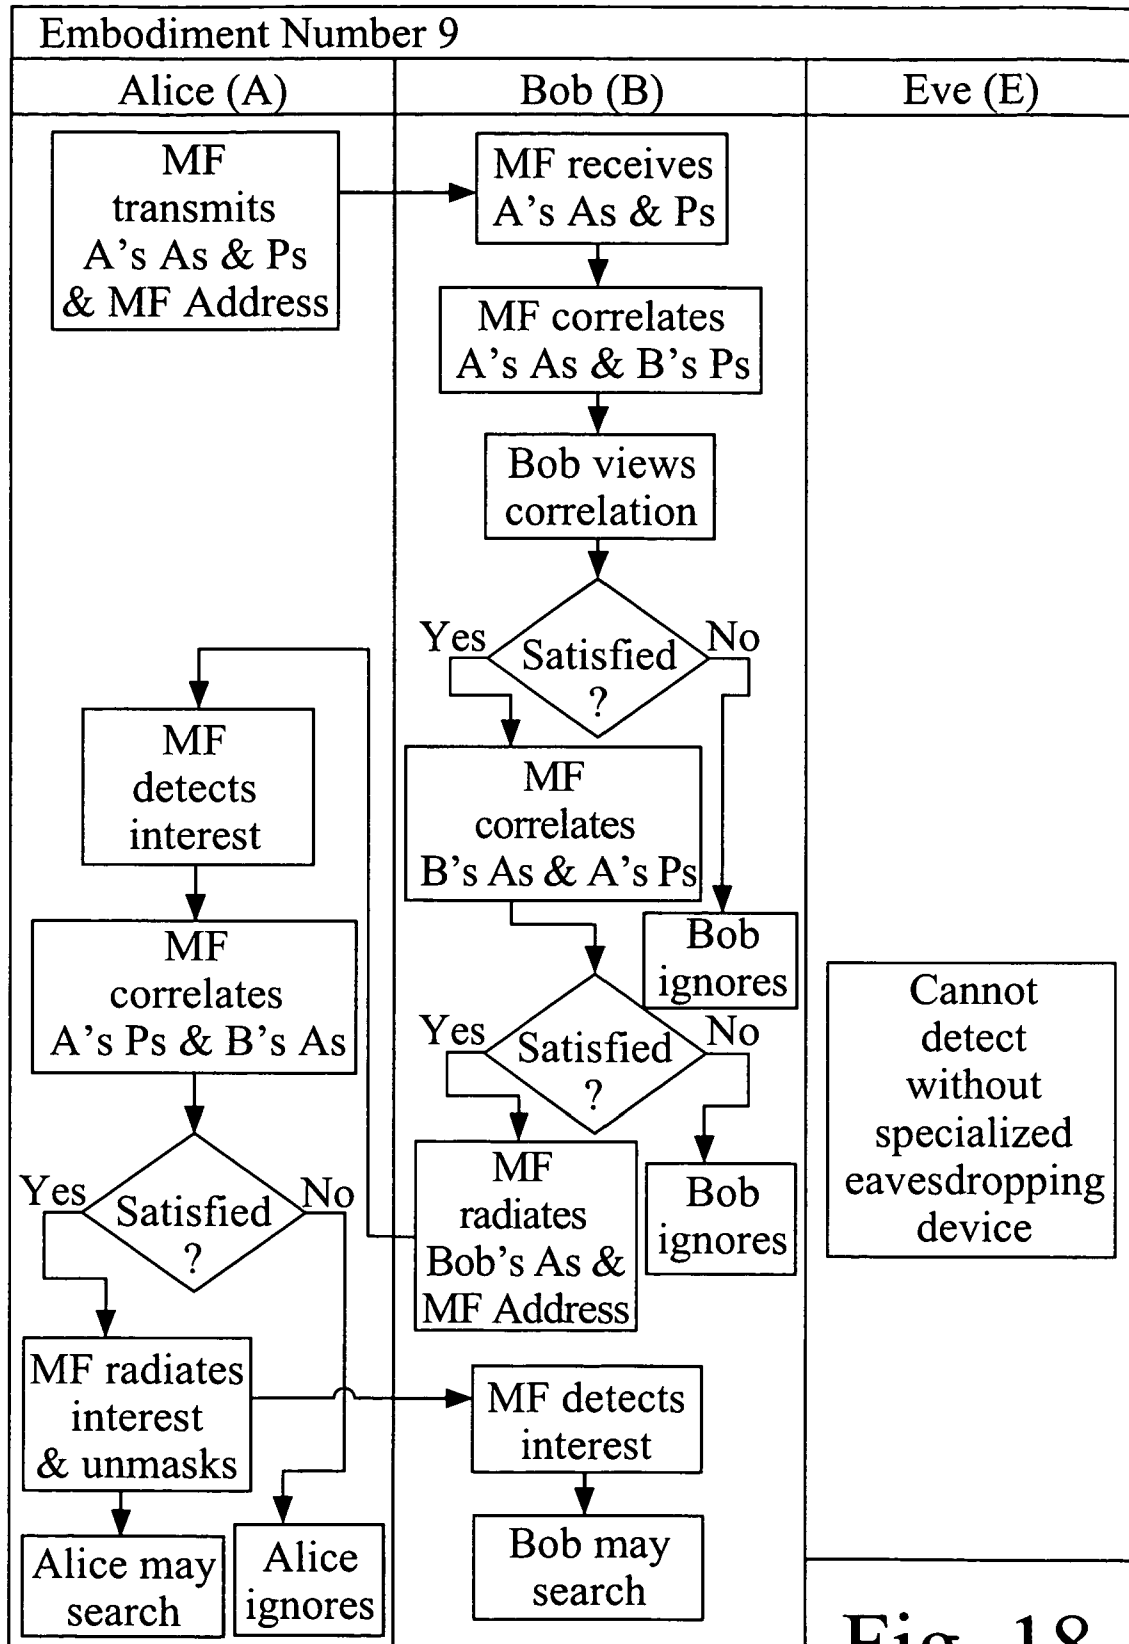 Embodiment Number 9
Alice (A)
Bob (B)
Eve (E)
MF
transmits
A's As & Ps
& MF Address
MF receives
A's As & Ps
MF correlates
A's As & B's Ps
Bob views
correlation
Satisfied
?
Yes
No
MF
correlates
B's As & A's Ps
Bob
ignores
Satisfied
?
Yes
No
MF
radiates
Bob's As &
MF Address
Bob
ignores
MF
detects
interest
MF
correlates
A's Ps & B's As
Satisfied
?
Yes
No
MF radiates
interest
& unmasks
Alice may
search
Alice
ignores
MF detects
interest
Bob may
search
Cannot
detect
without
specialized
eavesdropping
device
Fig. 18